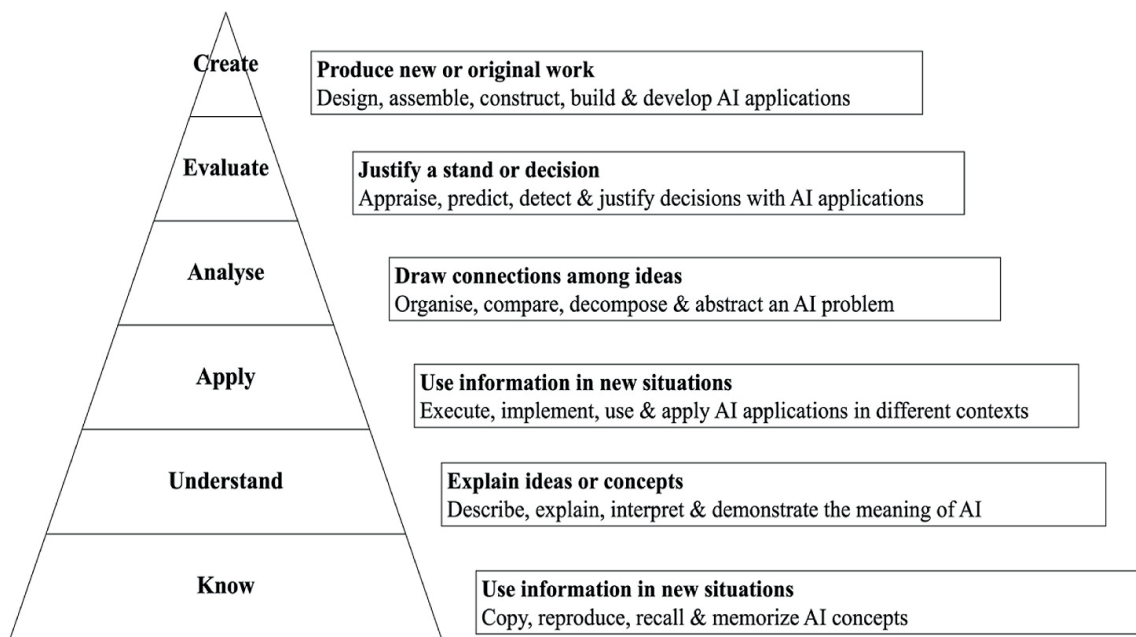 Create
Produce new or original work
Design, assemble, construct, build & develop AI applications
Evaluate
Justify a stand or decision
Appraise, predict, detect & justify decisions with AI applications
Analyse
Draw connections among ideas
Organise, compare, decompose & abstract an AI problem
Apply
Use information in new situations
Execute, implement, use & apply AI applications in different contexts
Understand
Explain ideas or concepts
Describe, explain, interpret & demonstrate the meaning of AI
Know
Use information in new situations
Copy, reproduce, recall & memorize AI concepts